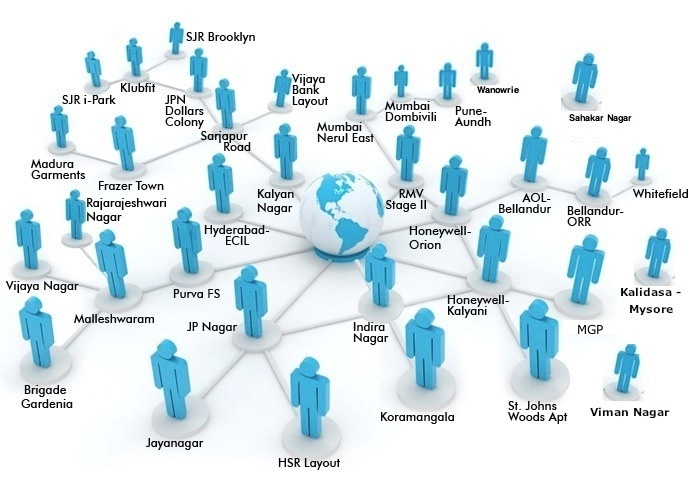 SJR Brooklyn
Klubfit
SJR i-Park
JPN
Dollars
Colony
Vijaya
Bank
Layout
Sarjapur
Road
Mumbai
Nerul East
Mumbai
Dombivili
Pune-
Aundh
Wanowrie
Sahakar Nagar
Madura
Garments
Frazer Town
Kalyan
Nagar
RMV
Stage II
AOL-
Bellandur
Bellandur-
ORR
Whitefield
Rajarajeshwari
Nagar
Hyderabad-
ECIL
Honeywell-
Orion
Vijaya Nagar
Malleshwaram
Purva FS
JP Nagar
Indira
Nagar
Honeywell-
Kalyani
MGP
Kalidasa -
Mysore
Brigade
Gardenia
Jayanagar
HSR Layout
Koramangala
St. Johns
Woods Apt
Viman Nagar